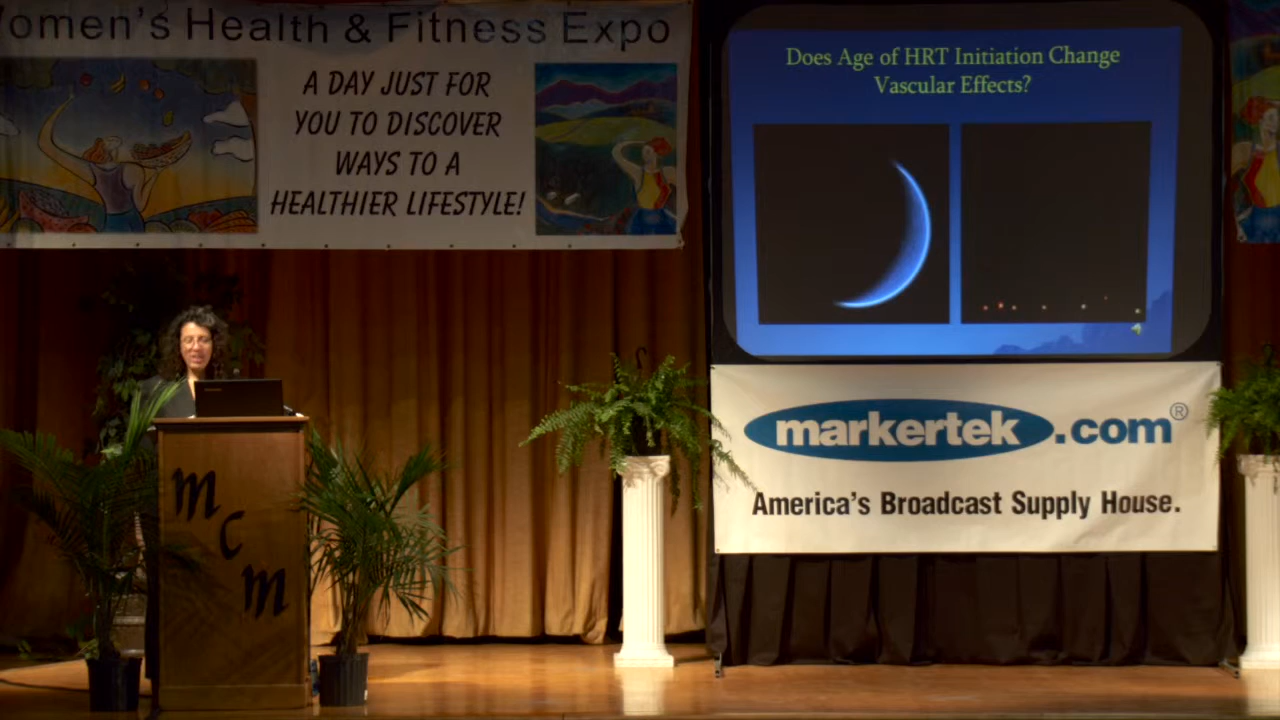 omen's Health & Fitness Expo
A DAY JUST FOR
YOU TO DISCOVER
WAYS TO A
HEALTHIER LIFESTYLE!
Does Age of HRT Initiation Change
Vascular Effects?
markertek.com®
America's Broadcast Supply House.
m
c
m